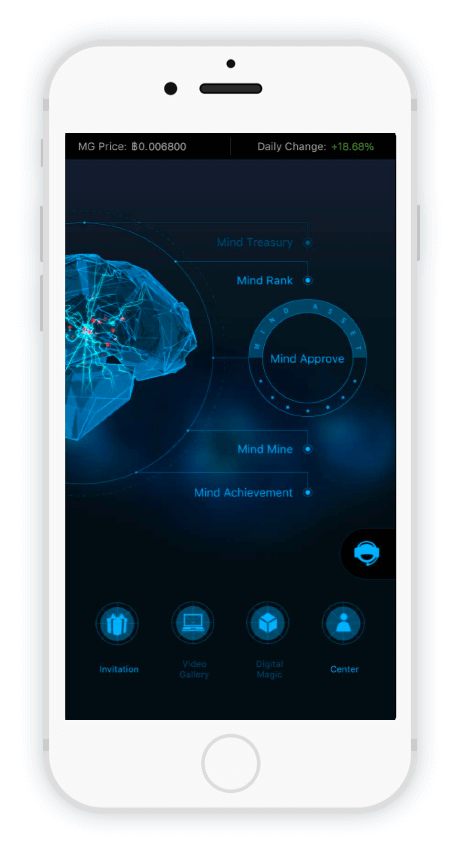 MG Price: ฿0.006800
Daily Change: +18.68%
Mind Treasury
Mind Rank
MIND ASSET
Mind Approve
Mind Mine
Mind Achievement
Invitation
Video
Gallery
Digital
Magic
Center